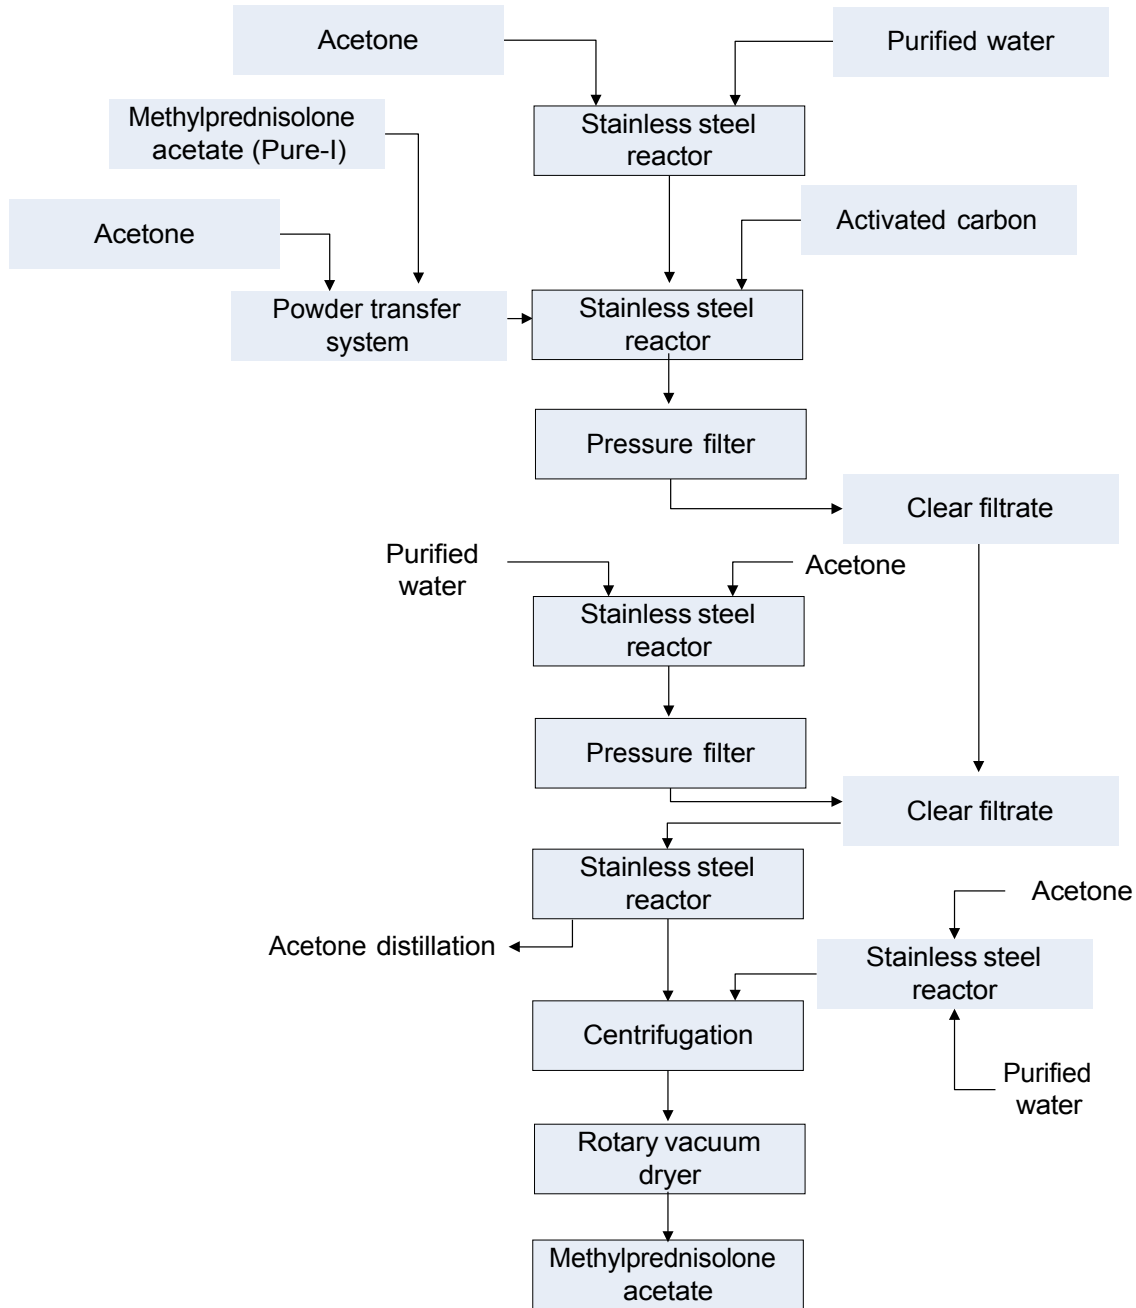 Acetone
Purified water
Stainless steel
reactor
Methylprednisolone
acetate (Pure-I)
Acetone
Activated carbon
Powder transfer
system
Stainless steel
reactor
Pressure filter
Clear filtrate
Purified
water
Acetone
Stainless steel
reactor
Pressure filter
Clear filtrate
Stainless steel
reactor
Acetone
Acetone distillation
Stainless steel
reactor
Centrifugation
Purified
water
Rotary vacuum
dryer
Methylprednisolone
acetate